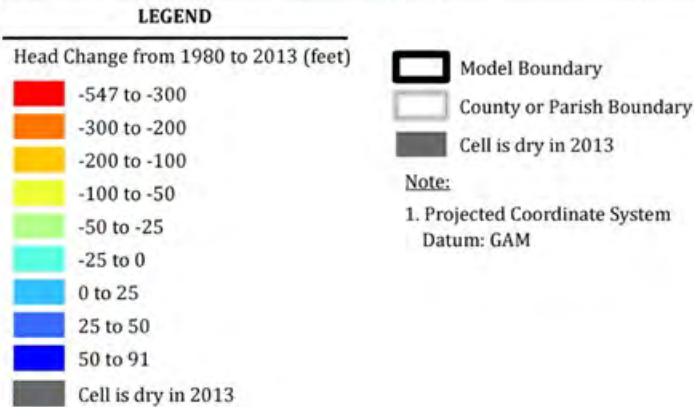 LEGEND
Head Change from 1980 to 2013 (feet)
-547 to -300
-300 to -200
-200 to -100
-100 to -50
-50 to -25
-25 to 0
0 to 25
25 to 50
50 to 91
Cell is dry in 2013
Model Boundary
County or Parish Boundary
Cell is dry in 2013
Note:
1. Projected Coordinate System
Datum: GAM